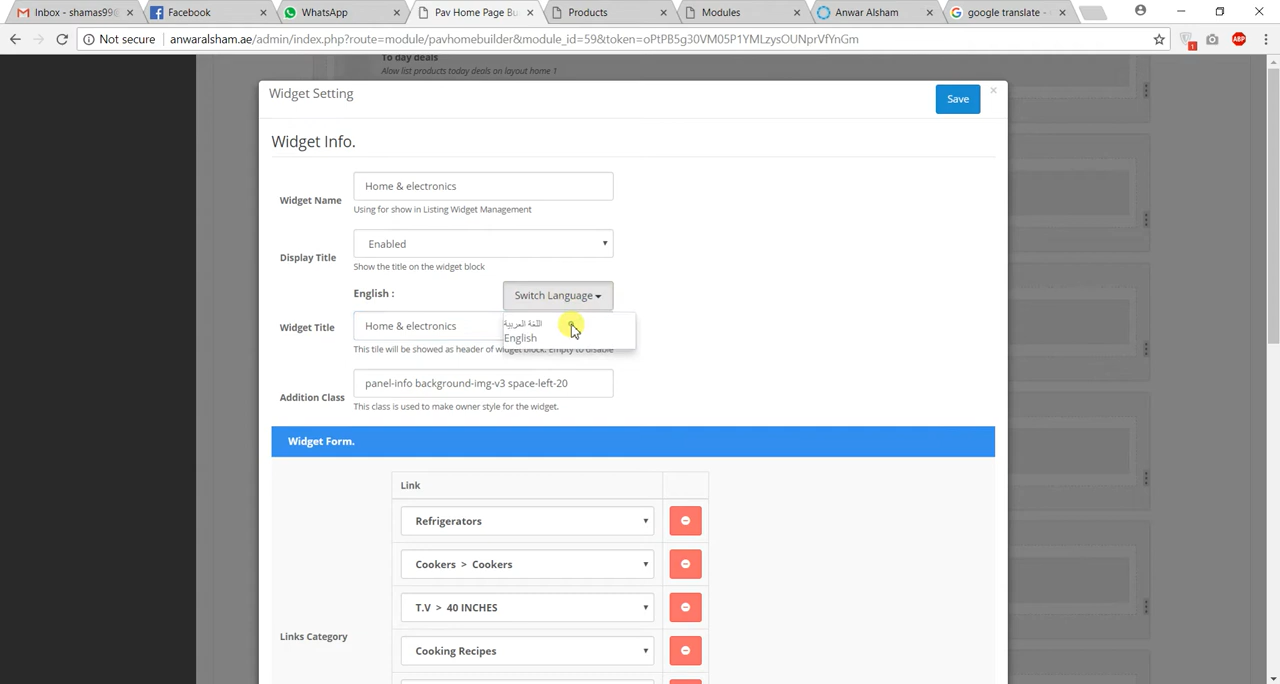 Inbox - shamas99@
Facebook
WhatsApp
Pav Home Page Bu
Products
Modules
Anwar Alsham
google translate -
Not secure
anwaralsham.ae/admin/index.php?route=module/pavhomebuilder&module_id=59&token=oPtPB5g30VM05P1YMLzysOUNprVfYnGm
1
ABP
To day deals
Alow list products today deals on layout home 1
Widget Setting
Save
×
Widget Info.
Widget Name
Home & electronics
Using for show in Listing Widget Management
Display Title
Enabled
Show the title on the widget block
English :
Switch Language
اللغة العربية
English
Widget Title
Home & electronics
This tile will be showed as header of widget block. Empty to disable
Addition Class
panel-info background-img-v3 space-left-20
This class is used to make owner style for the widget.
Widget Form.
Link
Refrigerators
Cookers > Cookers
T.V > 40 INCHES
Links Category
Cooking Recipes